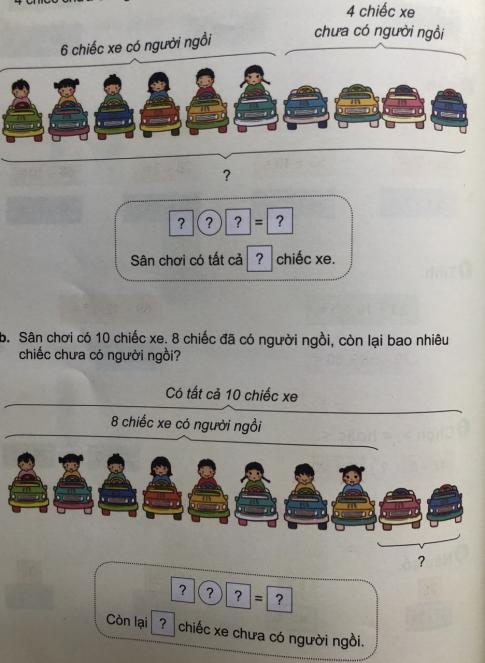 4 chiếc xe
chưa có người ngồi
6 chiếc xe có người ngồi
?
? ? ? = ?
Sân chơi có tất cả ? chiếc xe.
b. Sân chơi có 10 chiếc xe. 8 chiếc đã có người ngồi, còn lại bao nhiêu
chiếc chưa có người ngồi?
Có tất cả 10 chiếc xe
8 chiếc xe có người ngồi
?
? ? ? = ?
Còn lại ? chiếc xe chưa có người ngồi.